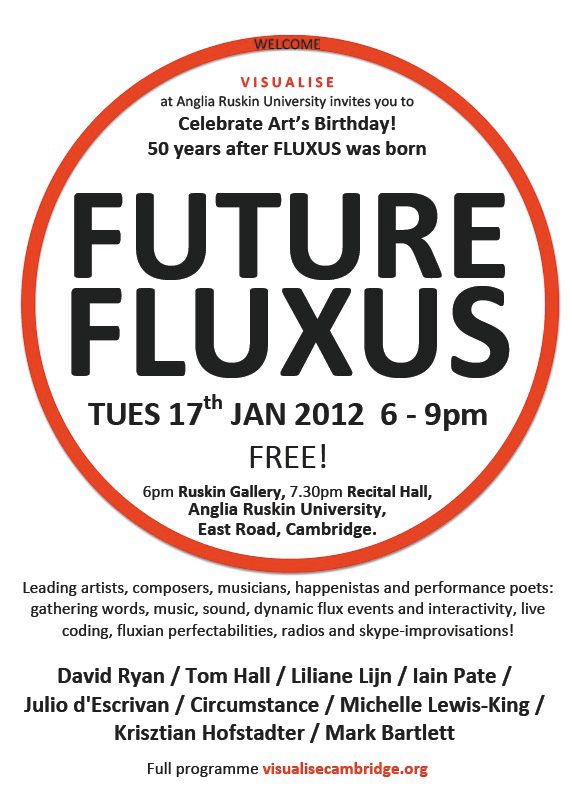 WELCOME
VISUALISE
at Anglia Ruskin University invites you to
Celebrate Art's Birthday!
50 years after FLUXUS was born
FUTURE
FLUXUS
TUES 17th JAN 2012 6 - 9pm
FREE!
6pm Ruskin Gallery, 7.30pm Recital Hall,
Anglia Ruskin University,
East Road, Cambridge.
Leading artists, composers, musicians, happenistas and performance poets:
gathering words, music, sound, dynamic flux events and interactivity, live
coding, fluxian perfectabilities, radios and skype-improvisations!
David Ryan / Tom Hall / Liliane Lijn / Iain Pate /
Julio d'Escrivan / Circumstance / Michelle Lewis-King /
Krisztian Hofstadter / Mark Bartlett
Full programme visualisecambridge.org